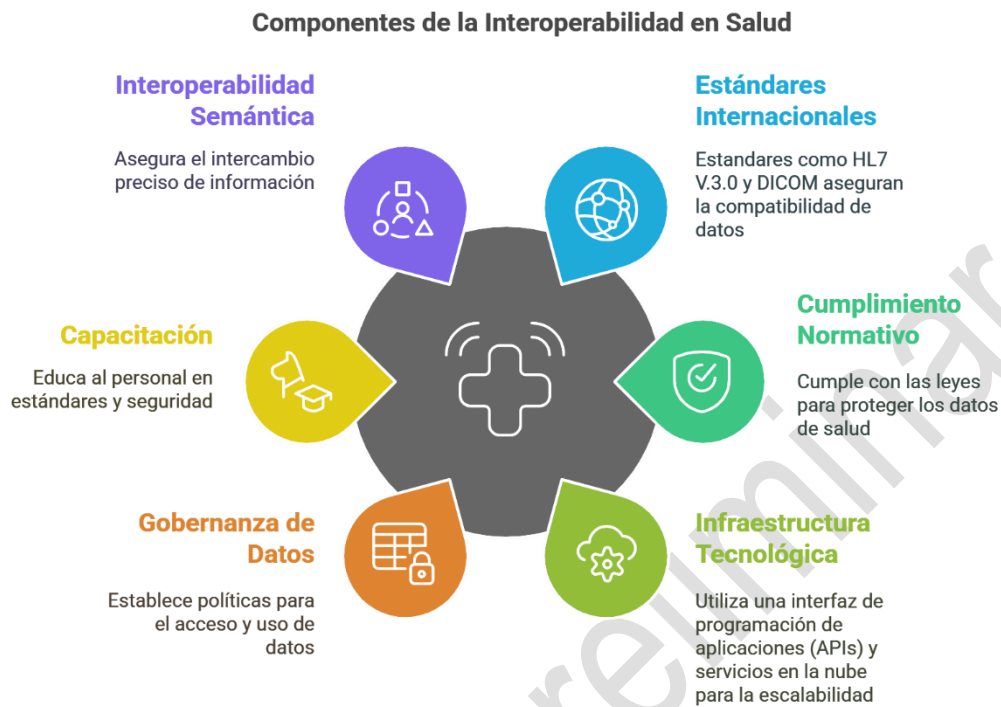 Componentes de la Interoperabilidad en Salud
Interoperabilidad
Semántica
Asegura el intercambio
preciso de información
Estándares
Internacionales
Estandares como HL7
V.3.0 y DICOM aseguran
la compatibilidad de
datos
Capacitación
Educa al personal en
estándares y seguridad
Cumplimiento
Normativo
Cumple con las leyes
para proteger los datos
de salud
Gobernanza de
Datos
Establece políticas para
el acceso y uso de
datos
Infraestructura
Tecnológica
Utiliza una interfaz de
programación de
aplicaciones (APIs) y
servicios en la nube
para la escalabilidad
reliminar